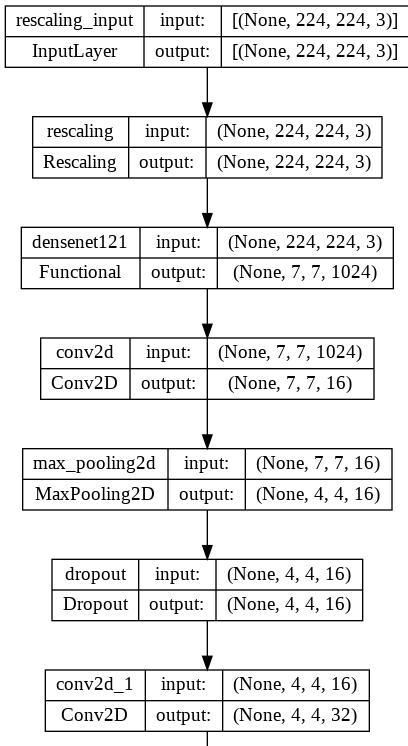 rescaling_input input: [(None, 224, 224, 3)]
InputLayer output: [(None, 224, 224, 3)]
rescaling input: (None, 224, 224, 3)
Rescaling output: (None, 224, 224, 3)
densenet121 input: (None, 224, 224, 3)
Functional output: (None, 7, 7, 1024)
conv2d input: (None, 7, 7, 1024)
Conv2D output: (None, 7, 7, 16)
max_pooling2d input: (None, 7, 7, 16)
MaxPooling2D output: (None, 4, 4, 16)
dropout input: (None, 4, 4, 16)
Dropout output: (None, 4, 4, 16)
conv2d_1 input: (None, 4, 4, 16)
Conv2D output: (None, 4, 4, 32)